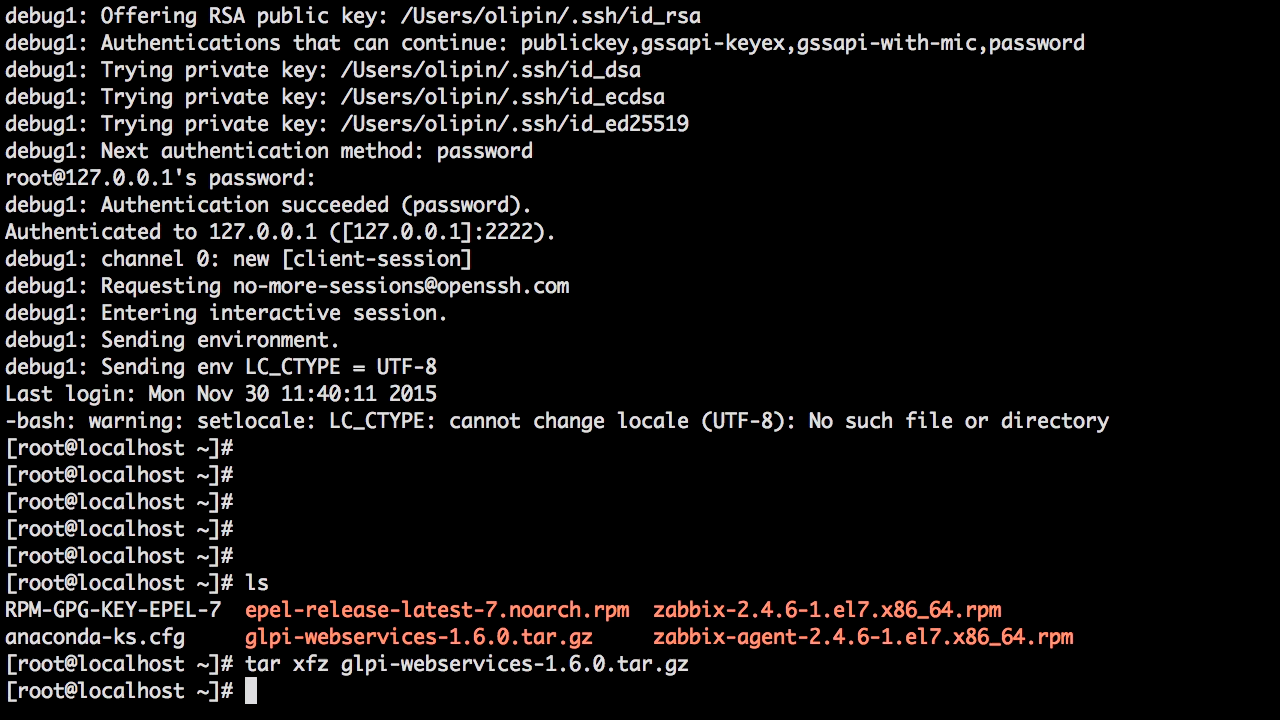 debug1: Offering RSA public key: /Users/olipin/.ssh/id_rsa
debug1: Authentications that can continue: publickey,gssapi-keyex,gssapi-with-mic,password
debug1: Trying private key: /Users/olipin/.ssh/id_dsa
debug1: Trying private key: /Users/olipin/.ssh/id_ecdsa
debug1: Trying private key: /Users/olipin/.ssh/id_ed25519
debug1: Next authentication method: password
root@127.0.0.1's password:
debug1: Authentication succeeded (password).
Authenticated to 127.0.0.1 ([127.0.0.1]:2222).
debug1: channel 0: new [client-session]
debug1: Requesting no-more-sessions@openssh.com
debug1: Entering interactive session.
debug1: Sending environment.
debug1: Sending env LC_CTYPE = UTF-8
Last login: Mon Nov 30 11:40:11 2015
-bash: warning: setlocale: LC_CTYPE: cannot change locale (UTF-8): No such file or directory
[root@localhost ~]#
[root@localhost ~]#
[root@localhost ~]#
[root@localhost ~]#
[root@localhost ~]#
[root@localhost ~]# ls
RPM-GPG-KEY-EPEL-7  epel-release-latest-7.noarch.rpm  zabbix-2.4.6-1.el7.x86_64.rpm
anaconda-ks.cfg     glpi-webservices-1.6.0.tar.gz     zabbix-agent-2.4.6-1.el7.x86_64.rpm
[root@localhost ~]# tar xfz glpi-webservices-1.6.0.tar.gz
[root@localhost ~]#